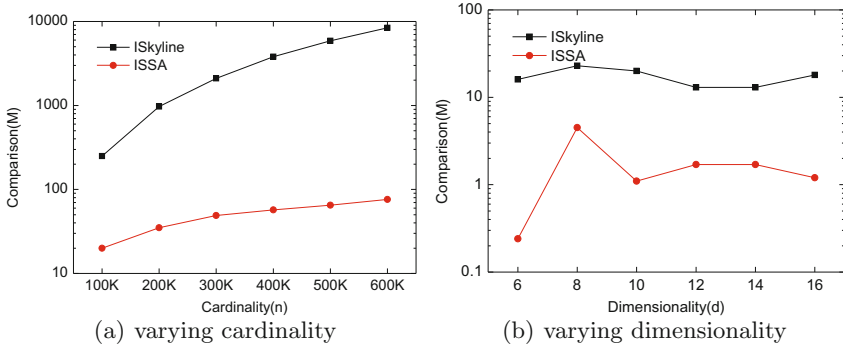 10000
1000
100
10
Comparison(M)
ISkyline
ISSA
100K 200K 300K 400K 500K 600K
Cardinality(n)
(a) varying cardinality
100
10
1
0.1
Comparison(M)
ISkyline
ISSA
6 8 10 12 14 16
Dimensionality(d)
(b) varying dimensionality